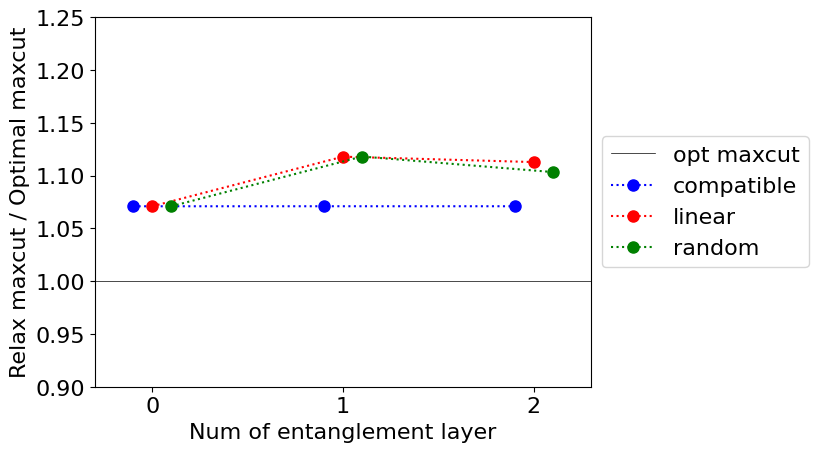 Relax maxcut / Optimal maxcut
1.25
1.20
1.15
1.10
1.05
1.00
0.95
0.90
0 1 2
Num of entanglement layer
opt maxcut
compatible
linear
random